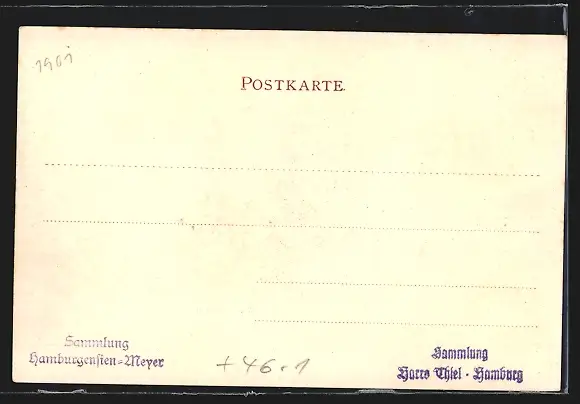 1901
POSTKARTE.
Sammlung
Hamburgensien=Meyer
+ 46.1
Sammlung
Harro Thiel · Hamburg